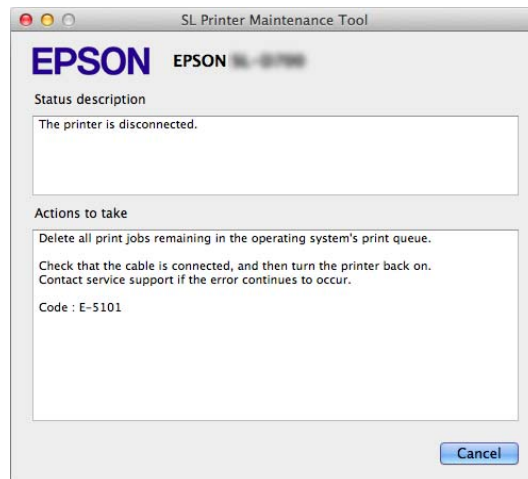 SL Printer Maintenance Tool
EPSON EPSON
Status description
The printer is disconnected.
Actions to take
Delete all print jobs remaining in the operating system's print queue.
Check that the cable is connected, and then turn the printer back on.
Contact service support if the error continues to occur.
Code : E-5101
Cancel